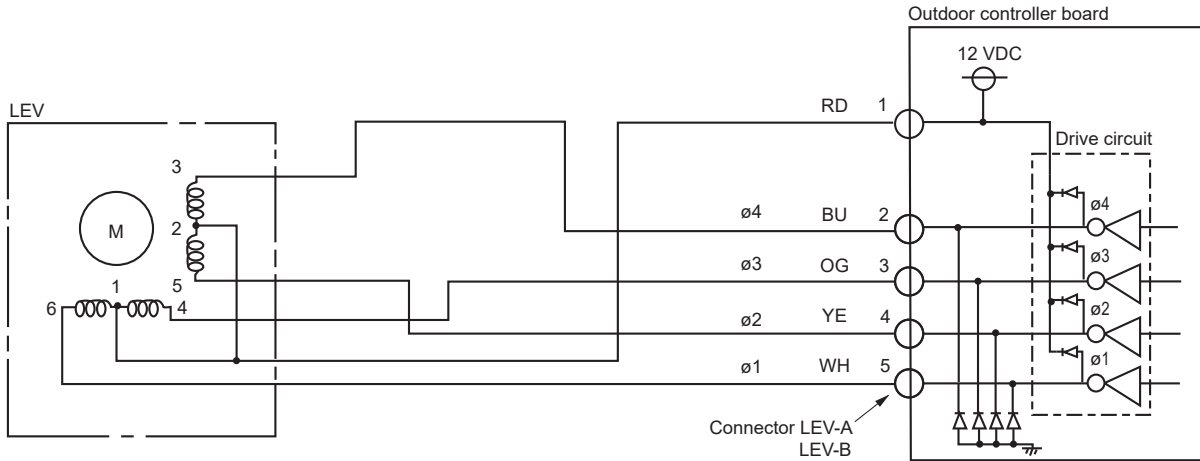 Outdoor controller board
12 VDC
LEV
RD 1
Drive circuit
3
ø4 BU 2 ø4
M 2
ø3 OG 3 ø3
5
6 1 4
ø2 YE 4 ø2
ø1 WH 5 ø1
Connector LEV-A
LEV-B